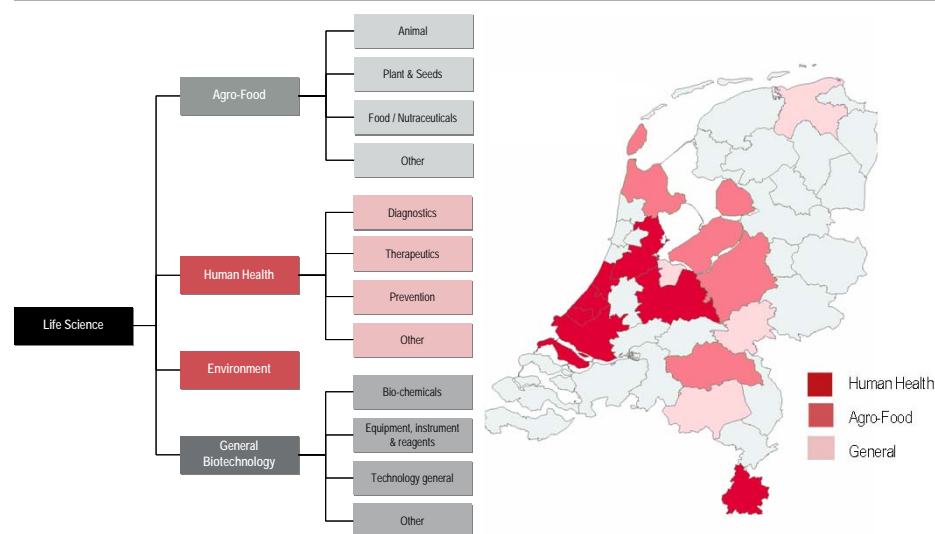 Life Science
Agro-Food
Animal
Plant & Seeds
Food / Nutraceuticals
Other
Human Health
Diagnostics
Therapeutics
Prevention
Other
Environment
General
Biotechnology
Bio-chemicals
Equipment, instrument
& reagents
Technology general
Other
Human Health
Agro-Food
General